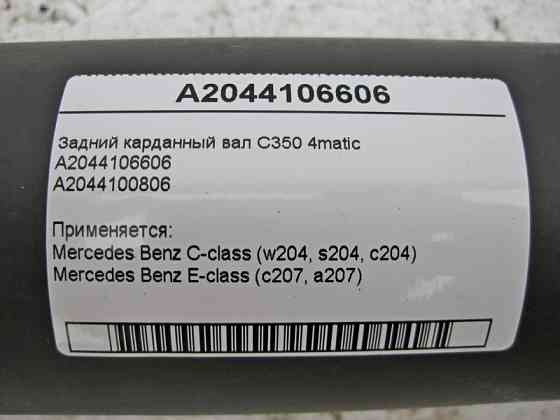 A2044106606
Задний карданный вал C350 4matic
A2044106606
A2044100806
Применяется:
Mercedes Benz C-class (w204, s204, c204)
Mercedes Benz E-class (c207, a207)